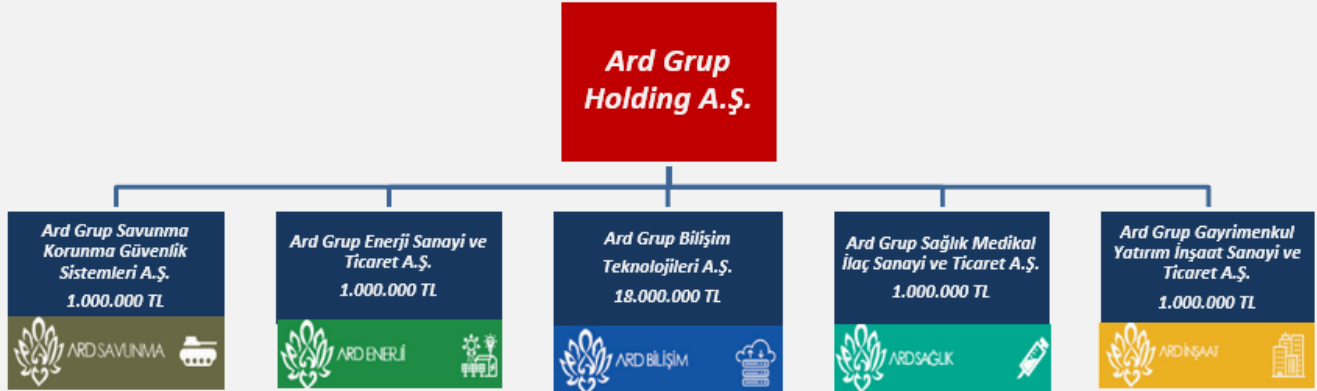 Ard Grup
Holding A.Ş.
Ard Grup Savunma
Korunma Güvenlik
Sistemleri A.Ş.
1.000.000 TL
ARD SAVUNMA
Ard Grup Enerji Sanayi ve
Ticaret A.Ş.
1.000.000 TL
ARD ENERJİ
Ard Grup Bilişim
Teknolojileri A.Ş.
18.000.000 TL
ARD BİLİŞİM
Ard Grup Sağlık Medikal
İlaç Sanayi ve Ticaret A.Ş.
1.000.000 TL
ARD SAĞLIK
Ard Grup Gayrimenkul
Yatırım İnşaat Sanayi ve
Ticaret A.Ş.
1.000.000 TL
ARD İNŞAAT